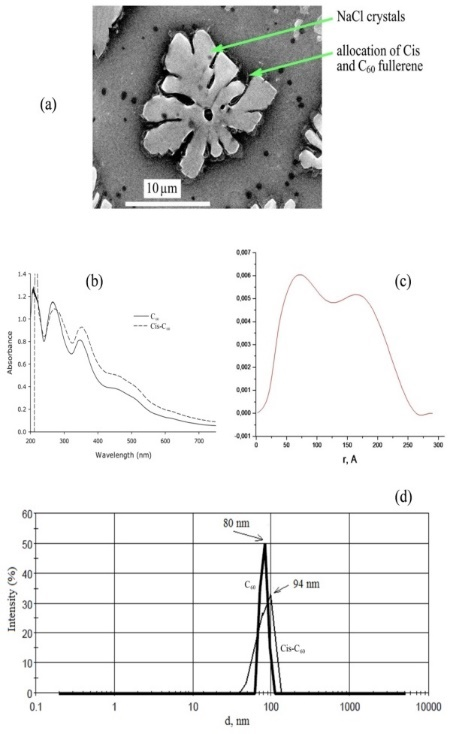 NaCl crystals
allocation of Cis
and C₆₀ fullerene
(a)
10 μm
(b)
1.4
1.2
1.0
0.8
0.6
0.4
0.2
0.0
Absorbance
C₆₀
Cis-C₆₀
200 300 400 500 600 700
Wavelength (nm)
(c)
0,007
0,006
0,005
0,004
0,003
0,002
0,001
0,000
-0,001
0 50 100 150 200 250 300
r, A
(d)
60
50
40
30
20
10
0
Intensity (%)
80 nm
94 nm
C₆₀
Cis-C₆₀
0.1 1 10 100 1000 10000
d, nm